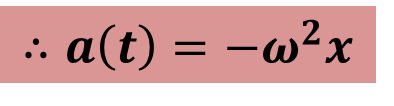 ∴ a(t) = −ω²x